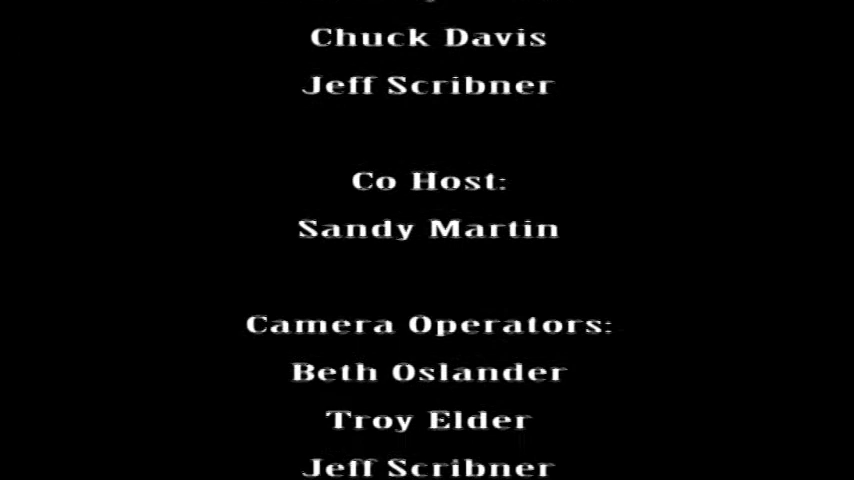 Chuck Davis
Jeff Scribner
Co Host:
Sandy Martin
Camera Operators:
Beth Oslander
Troy Elder
Jeff Scribner